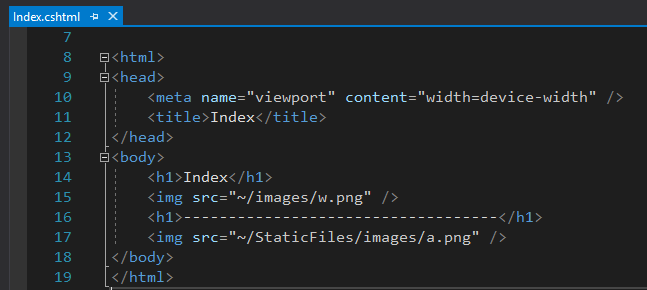 Index.cshtml
7
8 <html>
9 <head>
10 <meta name="viewport" content="width=device-width" />
11 <title>Index</title>
12 </head>
13 <body>
14 <h1>Index</h1>
15 <img src="~/images/w.png" />
16 <h1>-----------------------------------</h1>
17 <img src="~/StaticFiles/images/a.png" />
18 </body>
19 </html>